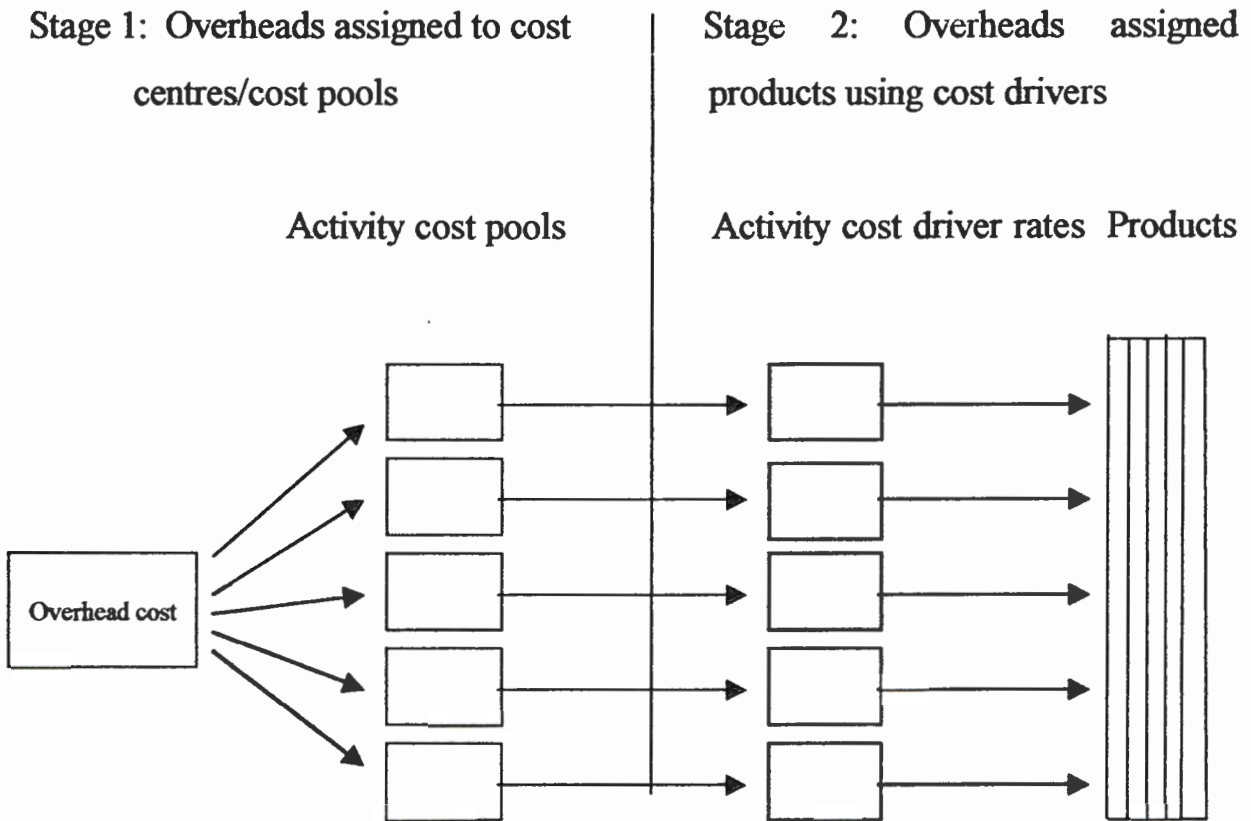 Stage 1: Overheads assigned to cost
centres/cost pools
Stage 2: Overheads assigned
products using cost drivers
Activity cost pools
Activity cost driver rates Products
Overhead cost